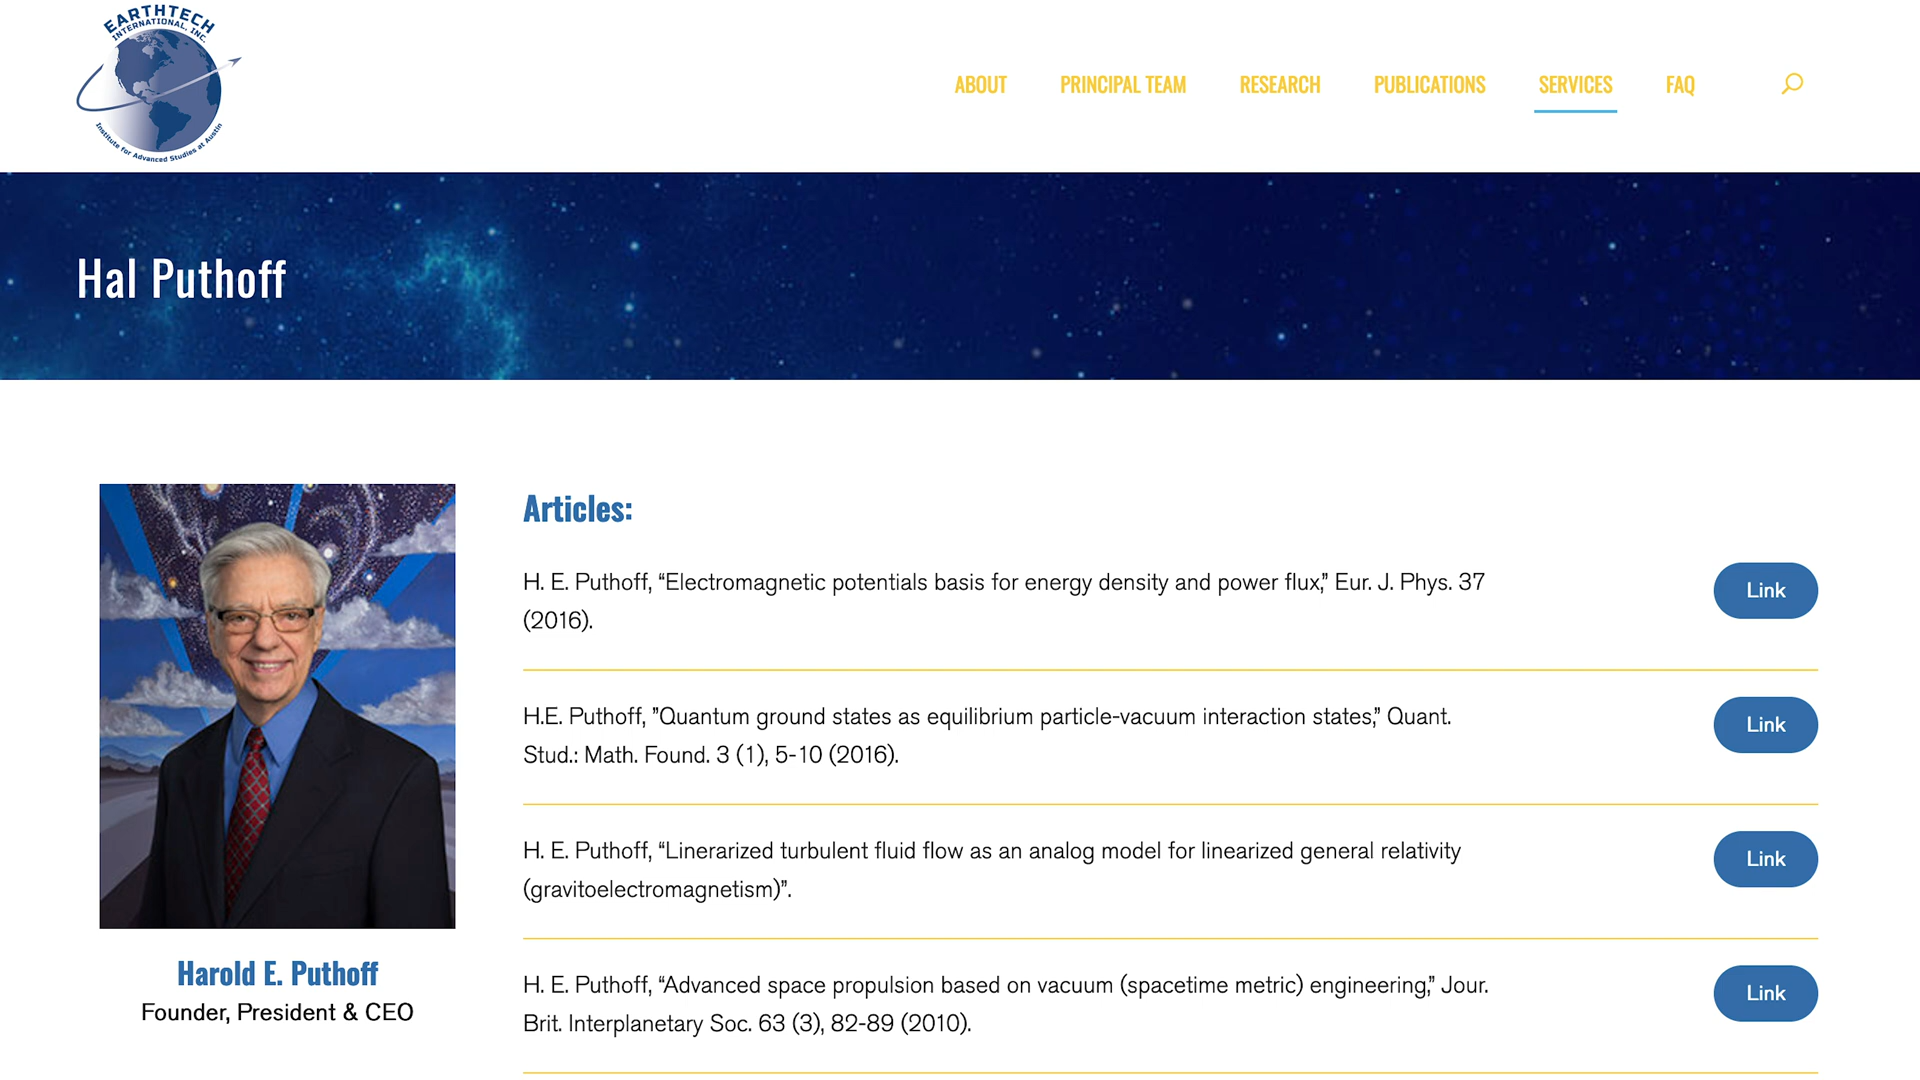 EARTHTECH
INTERNATIONAL, INC.
Institute for Advanced Studies at Austin
ABOUT
PRINCIPAL TEAM
RESEARCH
PUBLICATIONS
SERVICES
FAQ
Hal Puthoff
Articles:
H. E. Puthoff, “Electromagnetic potentials basis for energy density and power flux,” Eur. J. Phys. 37
(2016).
Link
H.E. Puthoff, ”Quantum ground states as equilibrium particle-vacuum interaction states,” Quant.
Stud.: Math. Found. 3 (1), 5-10 (2016).
Link
H. E. Puthoff, “Linerarized turbulent fluid flow as an analog model for linearized general relativity
(gravitoelectromagnetism)”.
Link
H. E. Puthoff, “Advanced space propulsion based on vacuum (spacetime metric) engineering,” Jour.
Brit. Interplanetary Soc. 63 (3), 82-89 (2010).
Link
Harold E. Puthoff
Founder, President & CEO